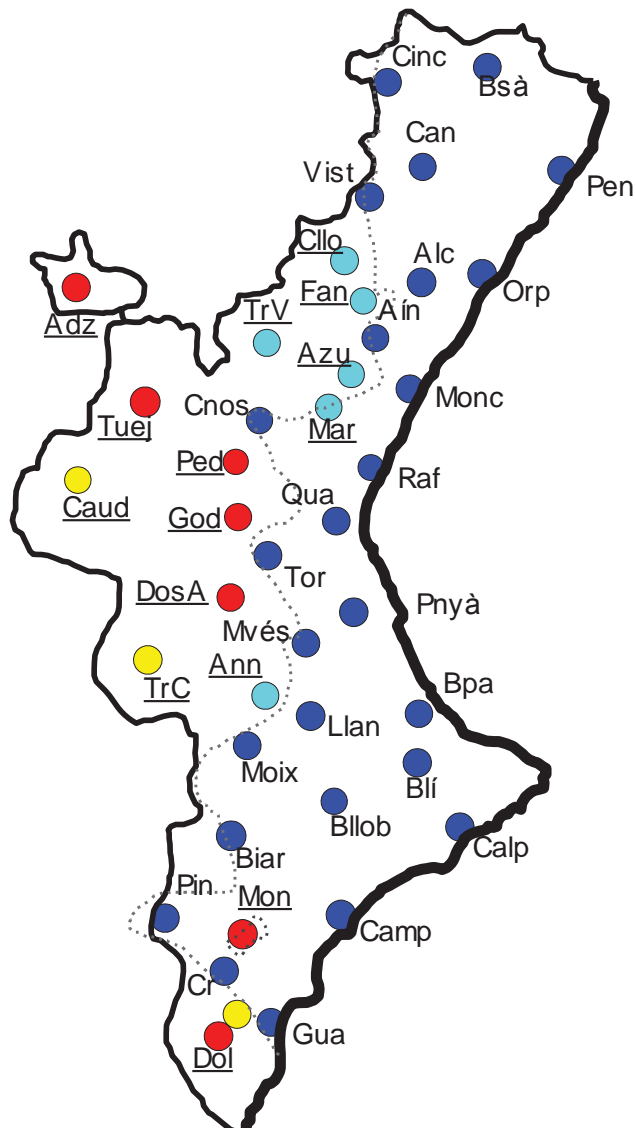 Cinc
Bsà
Can
Pen
Vist
Cllo
Alc
Orp
Fan
Aín
Adz
TrV
Azu
Monc
Tuej
Cnos
Mar
Ped
Raf
Caud
Qua
God
Tor
DosA
Pnyà
Mvés
Ann
TrC
Bpa
Llan
Moix
Blí
Bllob
Calp
Biar
Pin
Mon
Camp
Cr
Gua
Dol